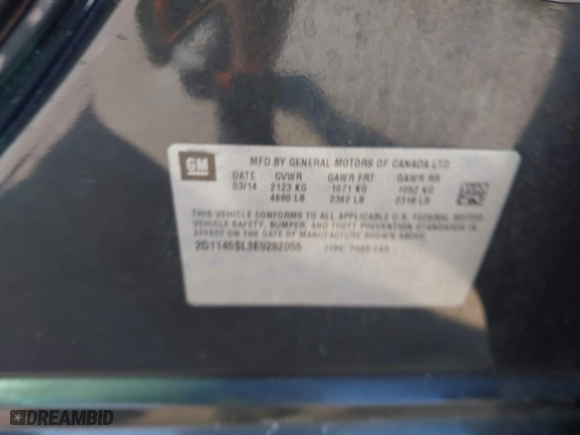 GM
MFD BY GENERAL MOTORS OF CANADA LTD.
DATE GVWR GAWR FRT GAWR RR
03/14 2123 KG 1071 KG 1052 KG
4680 LB 2362 LB 2318 LB
THIS VEHICLE CONFORMS TO ALL APPLICABLE U.S. FEDERAL MOTOR
VEHICLE SAFETY, BUMPER, AND THEFT PREVENTION STANDARDS IN
EFFECT ON THE DATE OF MANUFACTURE SHOWN ABOVE.
TYPE: PASS CAR
DREAMBID